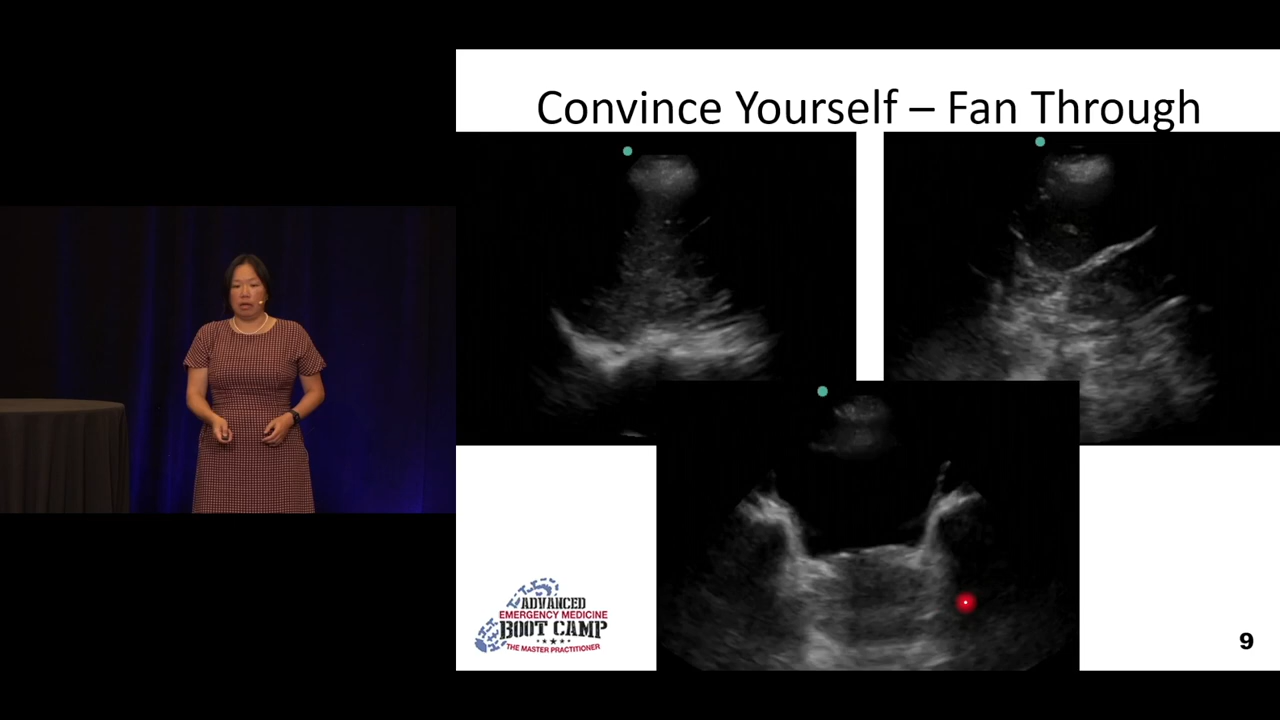 Convince Yourself – Fan Through
ADVANCED
EMERGENCY MEDICINE
BOOT CAMP
THE MASTER PRACTITIONER
9